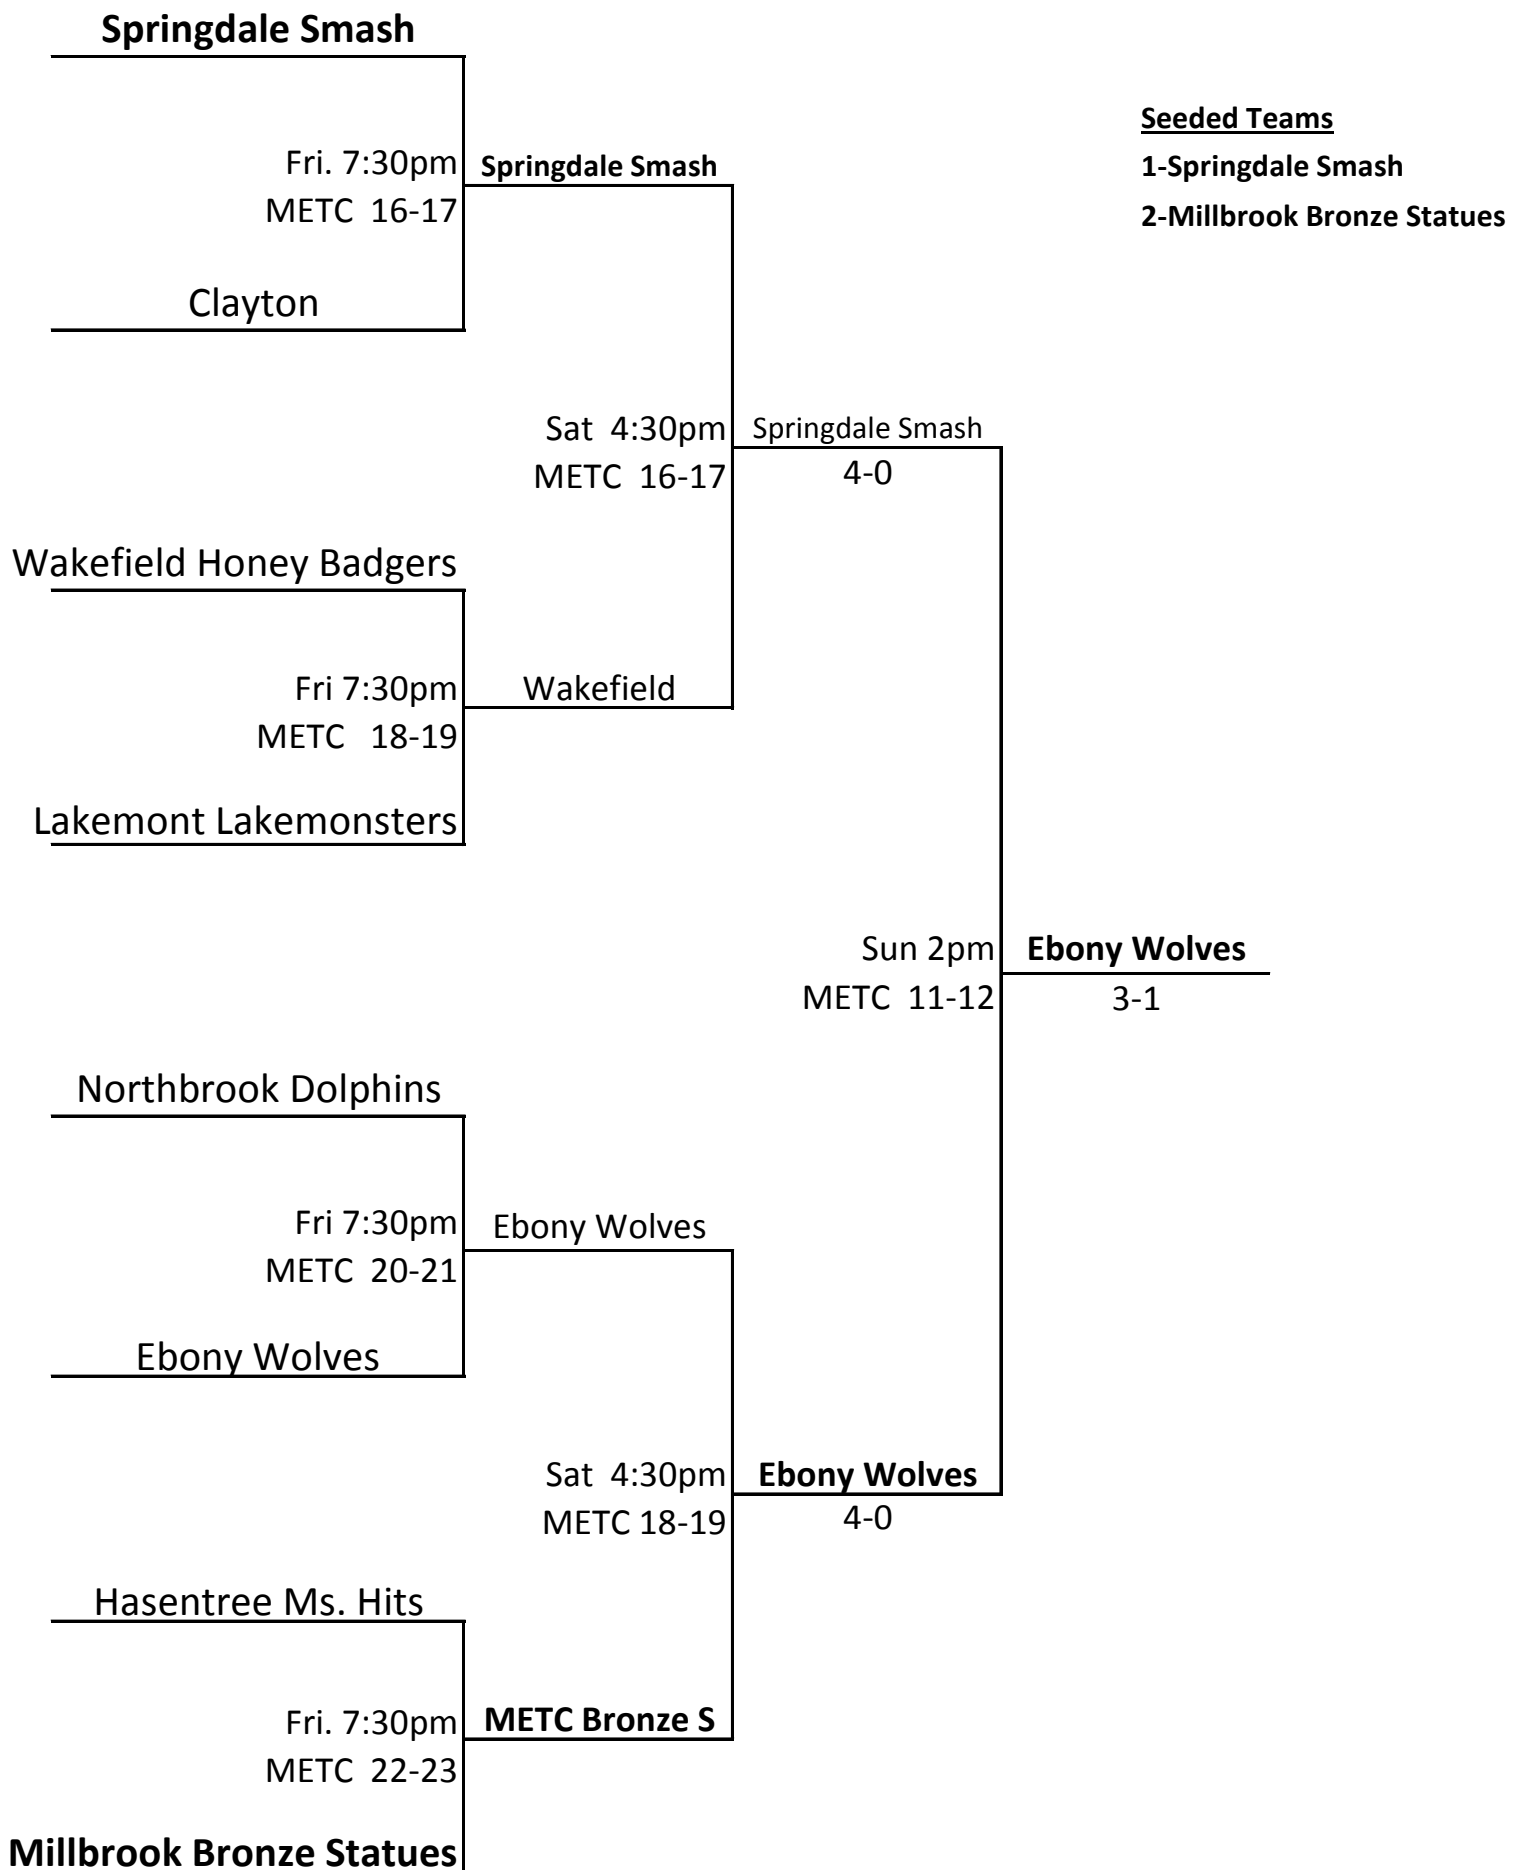 Springdale Smash
Seeded Teams
Fri. 7:30pm
Springdale Smash
1-Springdale Smash
METC 16-17
2-Millbrook Bronze Statues
Clayton
Sat 4:30pm
Springdale Smash
METC 16-17
4-0
Wakefield Honey Badgers
Fri 7:30pm
Wakefield
METC 18-19
Lakemont Lakemonsters
Sun 2pm
Ebony Wolves
METC 11-12
3-1
Northbrook Dolphins
Fri 7:30pm
Ebony Wolves
METC 20-21
Ebony Wolves
Sat 4:30pm
Ebony Wolves
METC 18-19
4-0
Hasentree Ms. Hits
Fri. 7:30pm
METC Bronze S
METC 22-23
Millbrook Bronze Statues